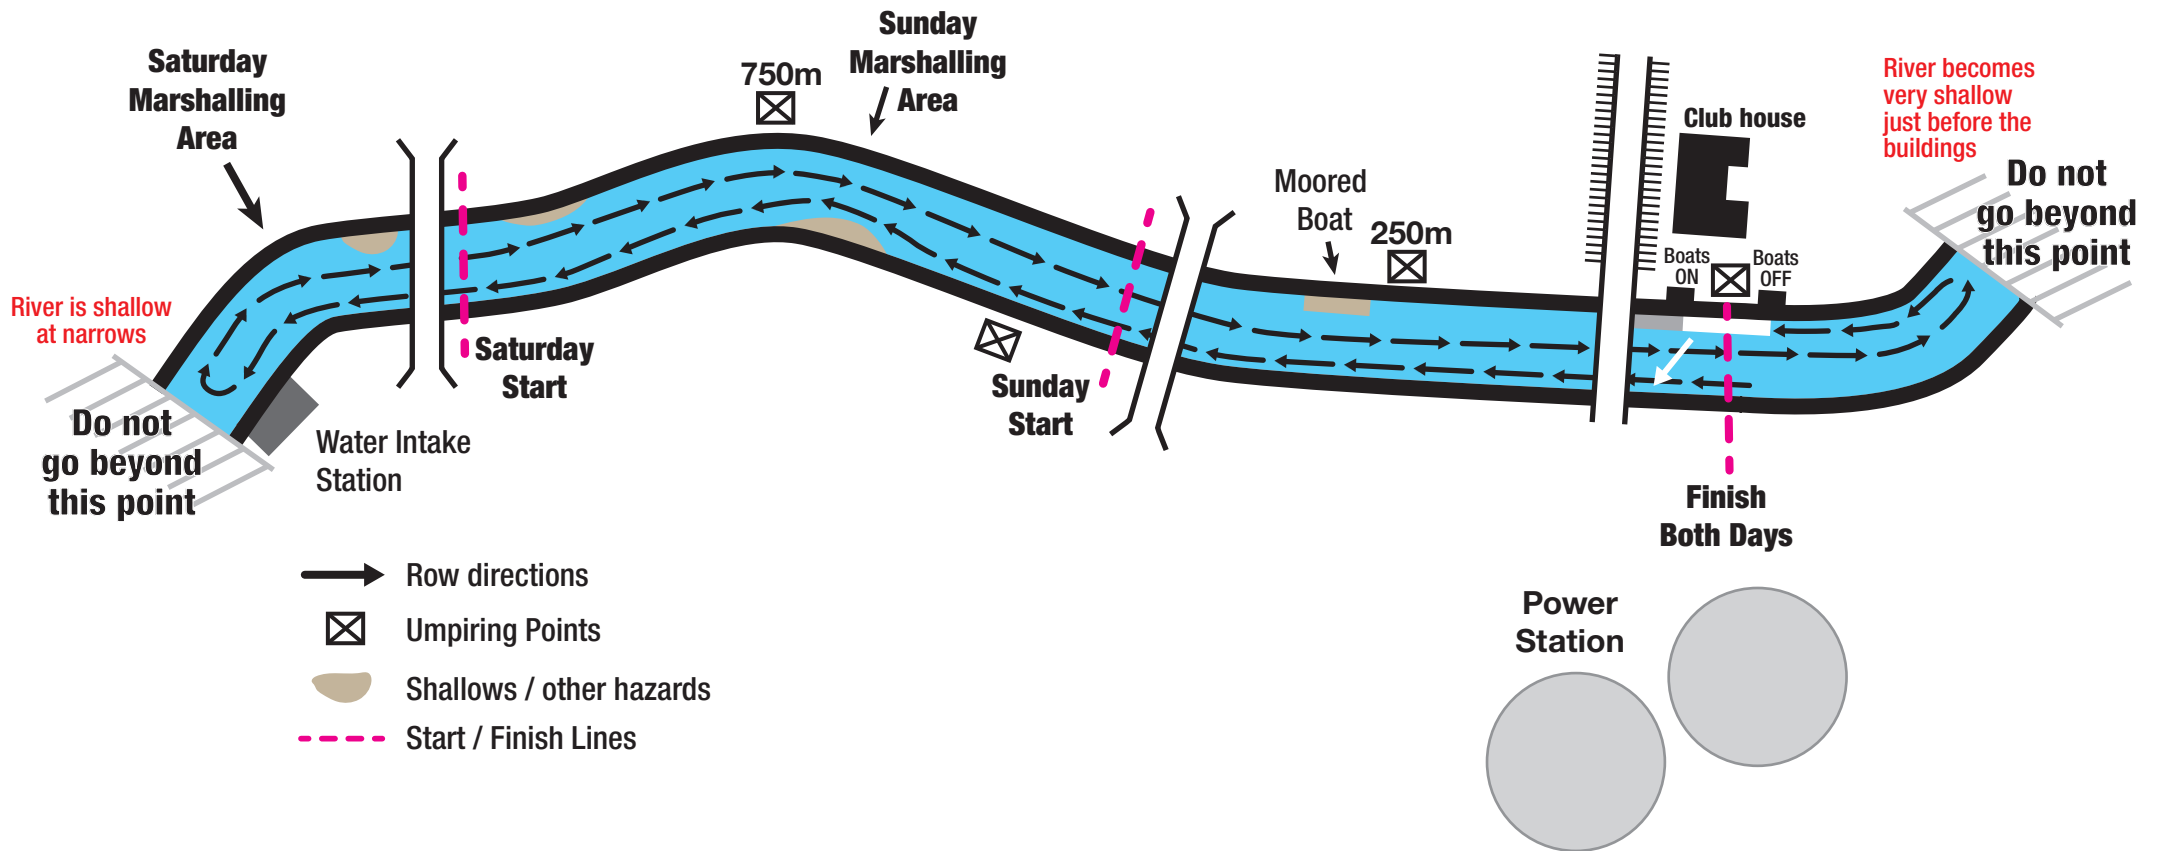 Saturday
Marshalling
Area
750m
Sunday
Marshalling
Area
Moored
Boat
250m
Club house
Boats
ON
Boats
OFF
River becomes
very shallow
just before the
buildings
Do not
go beyond
this point
River is shallow
at narrows
Do not
go beyond
this point
Water Intake
Station
Saturday
Start
Sunday
Start
Finish
Both Days
Power
Station
Row directions
Umpiring Points
Shallows / other hazards
Start / Finish Lines